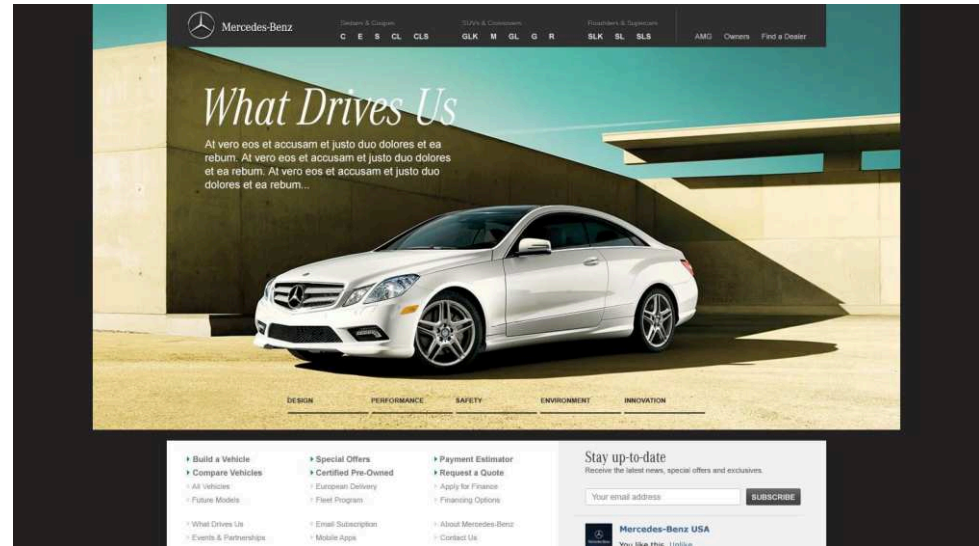 Mercedes-Benz
Sedans & Coupes
C E S CL CLS
SUVs & Crossovers
GLK M GL G R
Roadsters & Supercars
SLK SL SLS
AMG Owners Find a Dealer
What Drives Us
At vero eos et accusam et justo duo dolores et ea
rebum. At vero eos et accusam et justo duo dolores
et ea rebum. At vero eos et accusam et justo duo
dolores et ea rebum...
DESIGN PERFORMANCE SAFETY ENVIRONMENT INNOVATION
Build a Vehicle
Compare Vehicles
All Vehicles
Future Models
What Drives Us
Events & Partnerships
Special Offers
Certified Pre-Owned
European Delivery
Fleet Program
Email Subscription
Mobile Apps
Payment Estimator
Request a Quote
Apply for Finance
Financing Options
About Mercedes-Benz
Contact Us
Stay up-to-date
Receive the latest news, special offers and exclusives.
Your email address SUBSCRIBE
Mercedes-Benz USA
You like this. Unlike